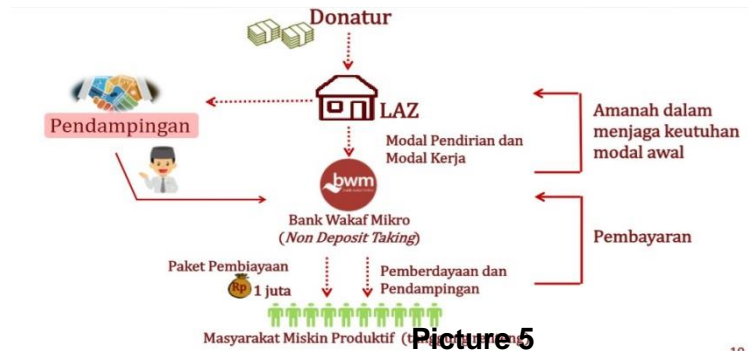 Donatur
LAZ
Pendampingan
Modal Pendirian dan
Modal Kerja
Amanah dalam
menjaga keutuhan
modal awal
bwm
Bank Wakaf Mikro
(Non Deposit Taking)
Pembayaran
Paket Pembiayaan
Rp 1 juta
Pemberdayaan dan
Pendampingan
Masyarakat Miskin Produktif
Picture 5